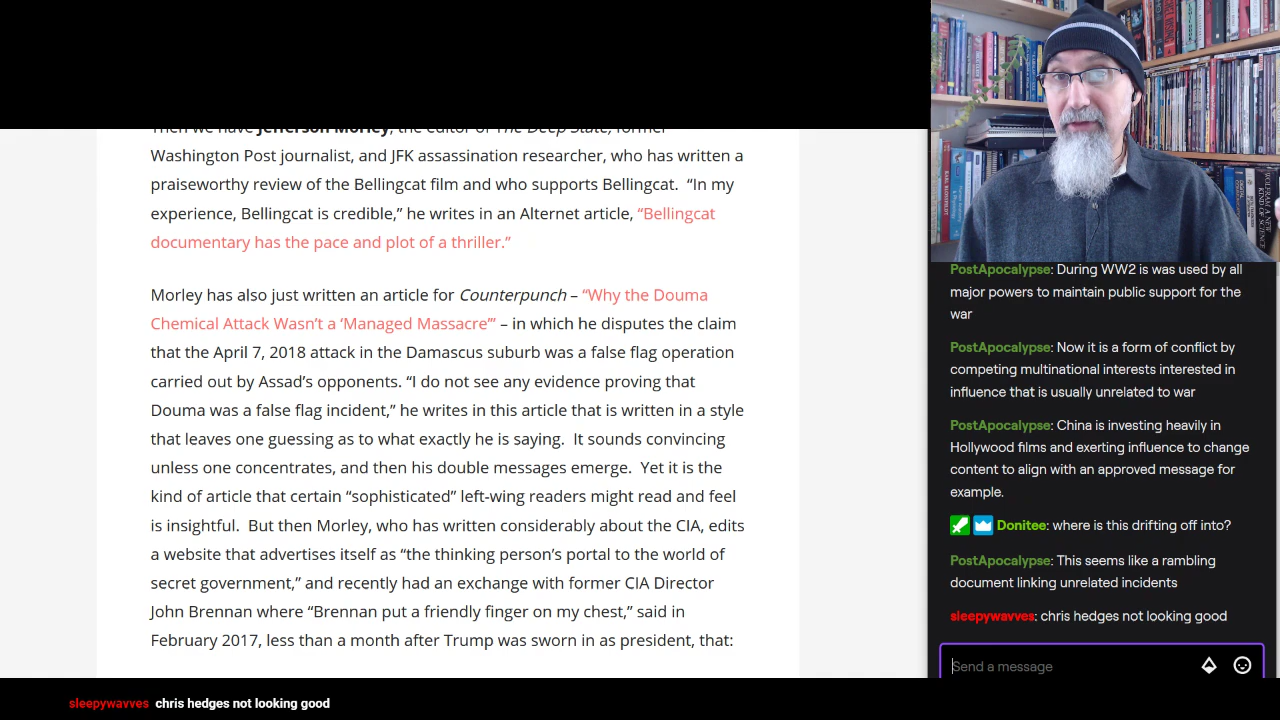 Then we have Jefferson Morley, the editor of The Deep State, former
Washington Post journalist, and JFK assassination researcher, who has written a
praiseworthy review of the Bellingcat film and who supports Bellingcat.  “In my
experience, Bellingcat is credible,” he writes in an Alternet article, “Bellingcat
documentary has the pace and plot of a thriller.”
Morley has also just written an article for Counterpunch – “Why the Douma
Chemical Attack Wasn’t a ‘Managed Massacre’” – in which he disputes the claim
that the April 7, 2018 attack in the Damascus suburb was a false flag operation
carried out by Assad’s opponents. “I do not see any evidence proving that
Douma was a false flag incident,” he writes in this article that is written in a style
that leaves one guessing as to what exactly he is saying.  It sounds convincing
unless one concentrates, and then his double messages emerge.  Yet it is the
kind of article that certain “sophisticated” left-wing readers might read and feel
is insightful.  But then Morley, who has written considerably about the CIA, edits
a website that advertises itself as “the thinking person’s portal to the world of
secret government,” and recently had an exchange with former CIA Director
John Brennan where “Brennan put a friendly finger on my chest,” said in
February 2017, less than a month after Trump was sworn in as president, that:
PostApocalypse: During WW2 is was used by all
major powers to maintain public support for the
war
PostApocalypse: Now it is a form of conflict by
competing multinational interests interested in
influence that is usually unrelated to war
PostApocalypse: China is investing heavily in
Hollywood films and exerting influence to change
content to align with an approved message for
example.
Donitee: where is this drifting off into?
PostApocalypse: This seems like a rambling
document linking unrelated incidents
sleepywavves: chris hedges not looking good
Send a message
sleepywavves chris hedges not looking good